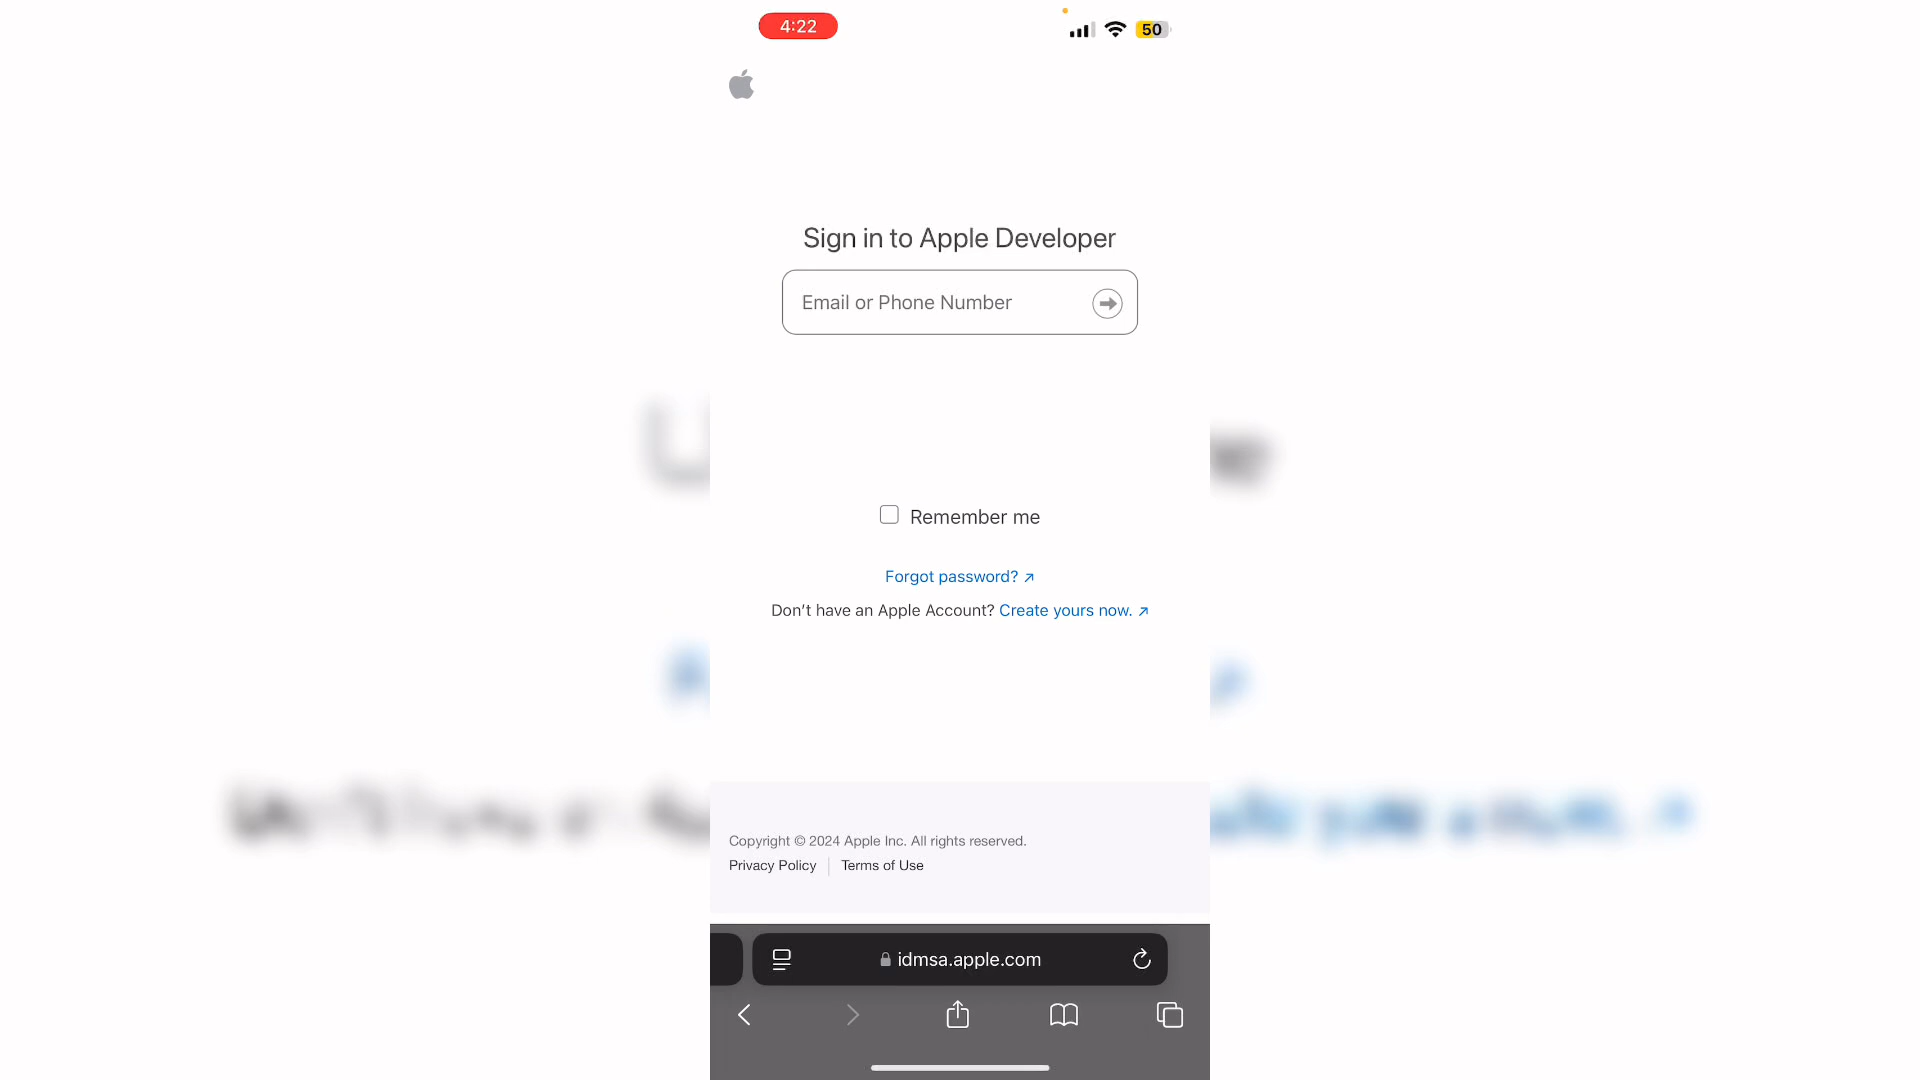 4:22
50
Sign in to Apple Developer
Email or Phone Number
Remember me
Forgot password? ↗
Don’t have an Apple Account? Create yours now. ↗
Copyright © 2024 Apple Inc. All rights reserved.
Privacy Policy
Terms of Use
idmsa.apple.com